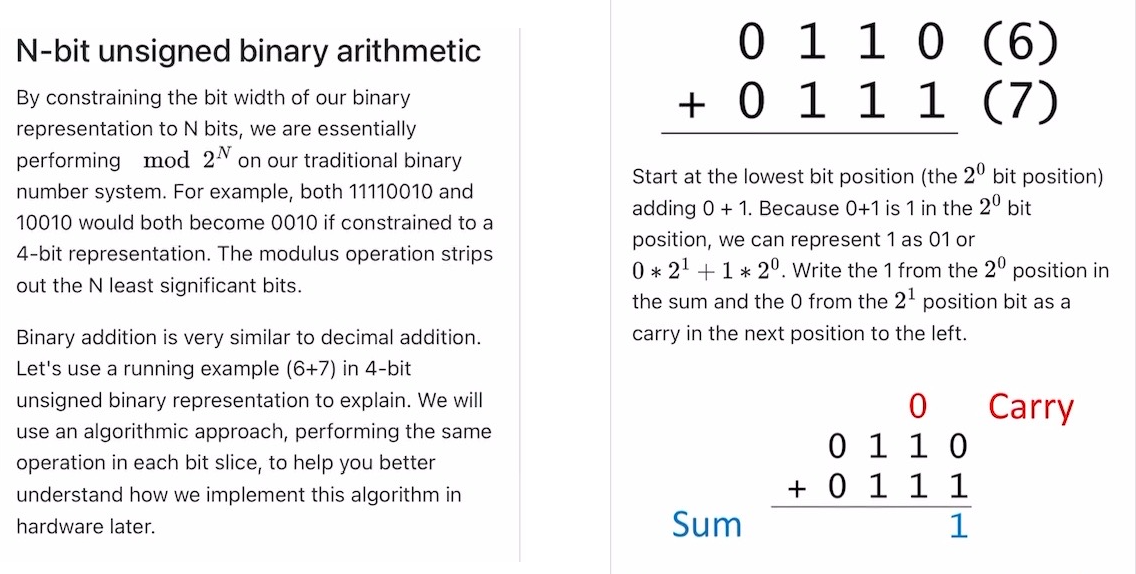 N-bit unsigned binary arithmetic
By constraining the bit width of our binary
representation to N bits, we are essentially
performing mod 2^N on our traditional binary
number system. For example, both 11110010 and
10010 would both become 0010 if constrained to a
4-bit representation. The modulus operation strips
out the N least significant bits.
Binary addition is very similar to decimal addition.
Let's use a running example (6+7) in 4-bit
unsigned binary representation to explain. We will
use an algorithmic approach, performing the same
operation in each bit slice, to help you better
understand how we implement this algorithm in
hardware later.
0 1 1 0 (6)
+ 0 1 1 1 (7)
Start at the lowest bit position (the 2^0 bit position)
adding 0 + 1. Because 0+1 is 1 in the 2^0 bit
position, we can represent 1 as 01 or
0 ∗ 2^1 + 1 ∗ 2^0. Write the 1 from the 2^0 position in
the sum and the 0 from the 2^1 position bit as a
carry in the next position to the left.
0 Carry
0 1 1 0
+ 0 1 1 1
Sum 1